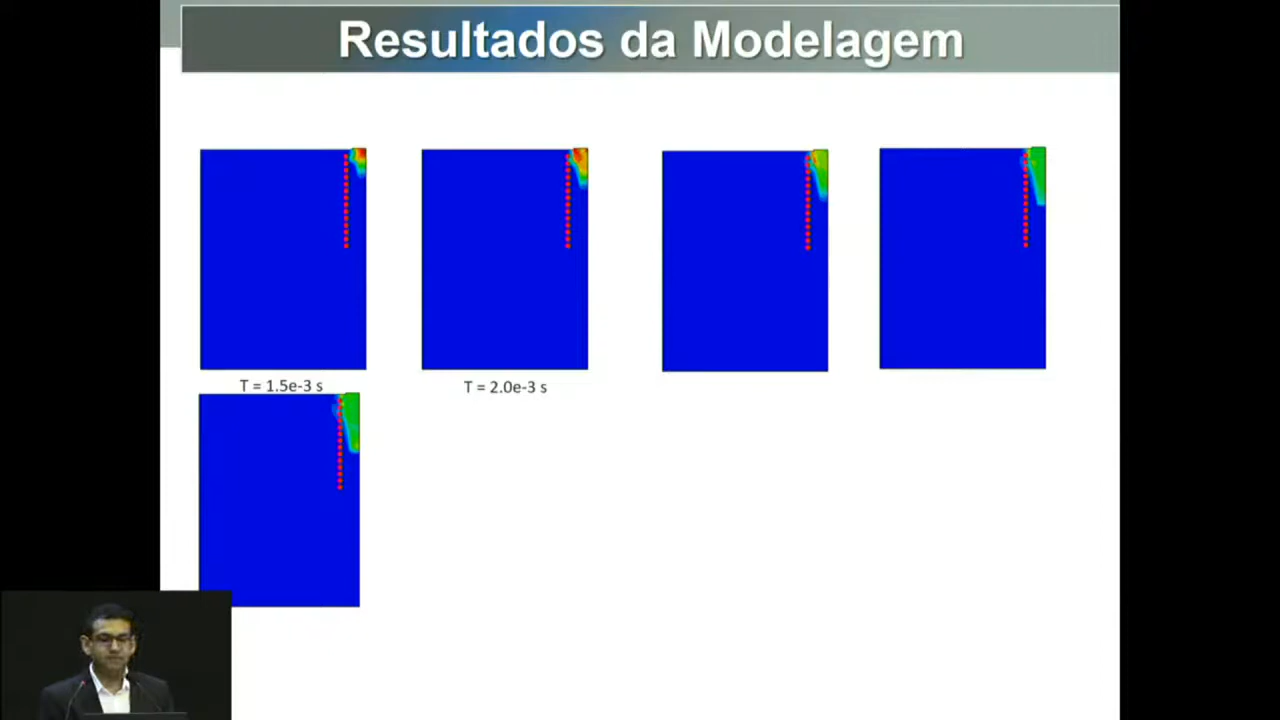 Resultados da Modelagem
T = 1.5e-3 s
T = 2.0e-3 s